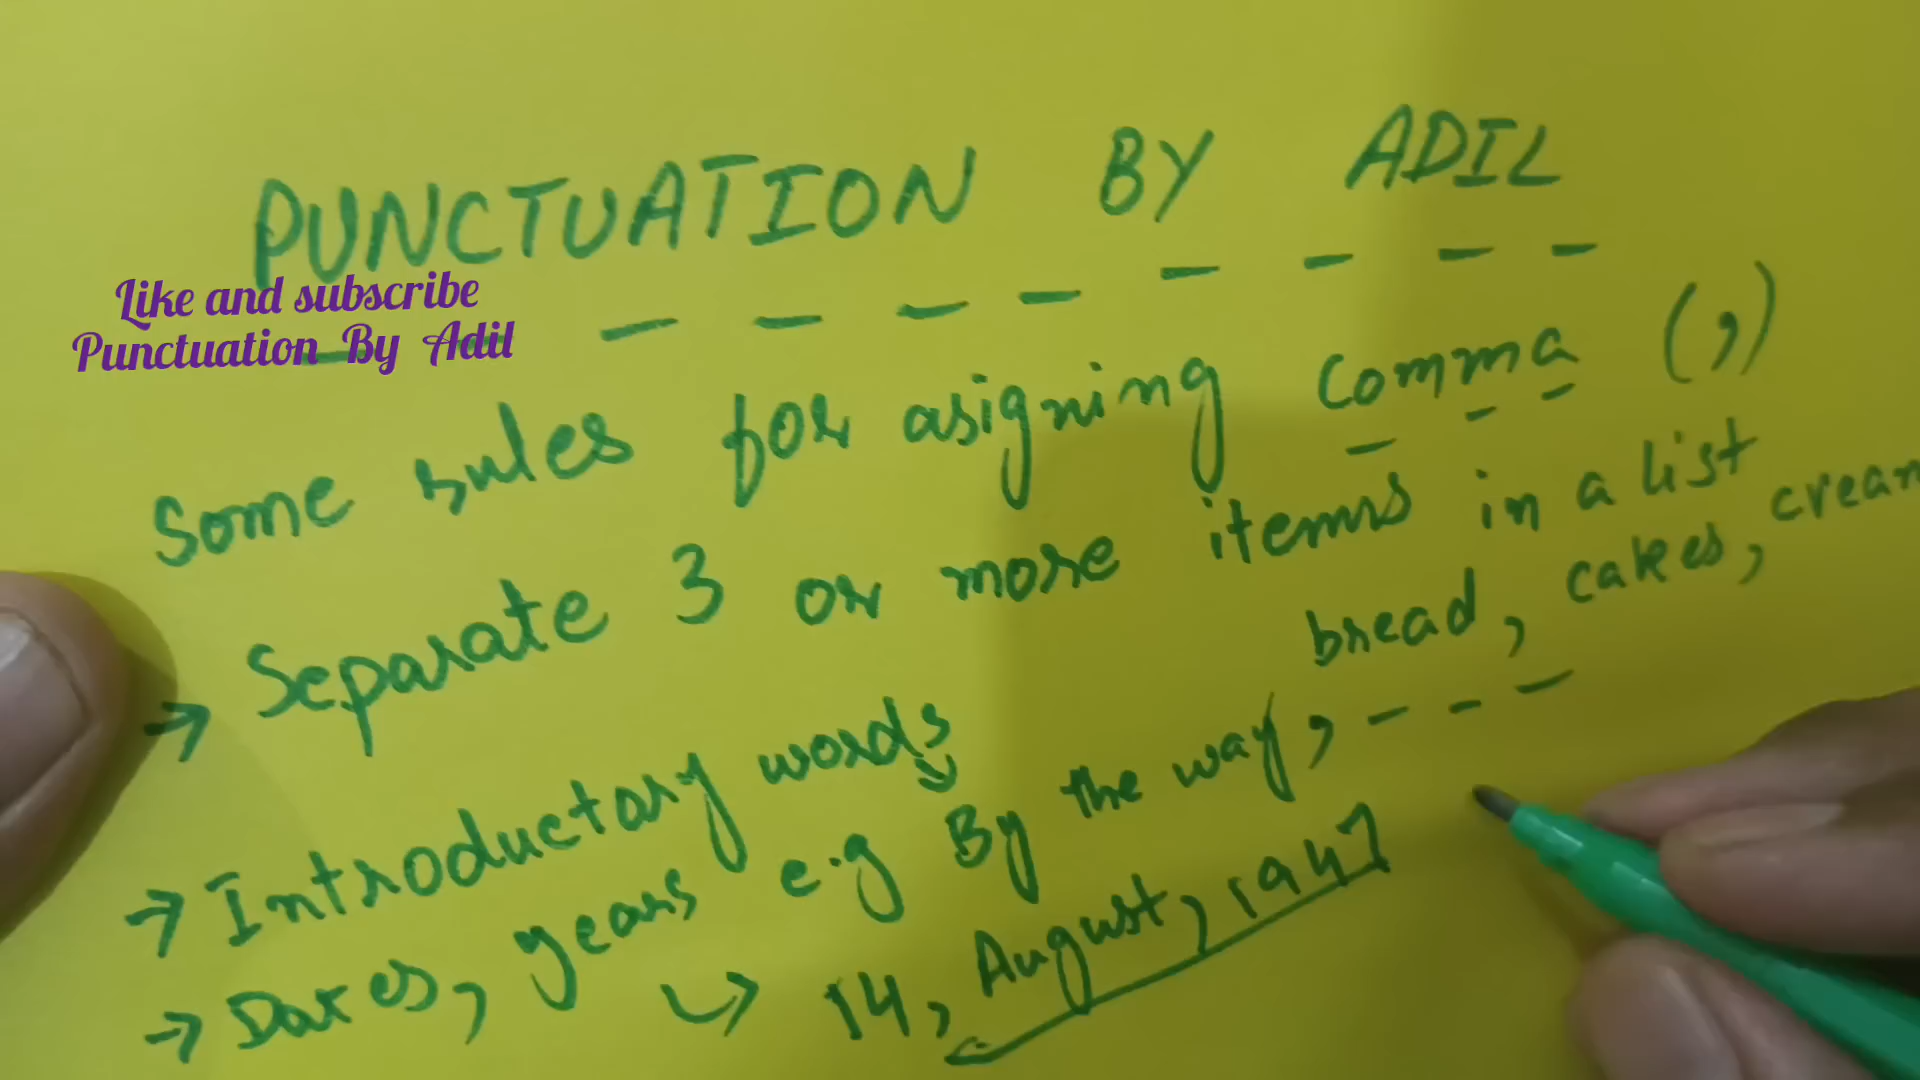 PUNCTUATION BY ADIL
Like and subscribe
Punctuation By Adil
Some rules for asigning comma (,)
→ Separate 3 or more items in a list
bread, cakes, cream
→ Introductory words
e.g By the way, - - -
→ Dates, years → 14, August, 1947